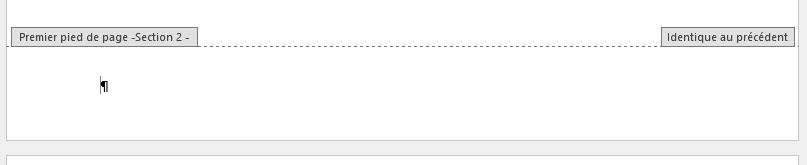 Premier pied de page -Section 2 -
Identique au précédent
¶